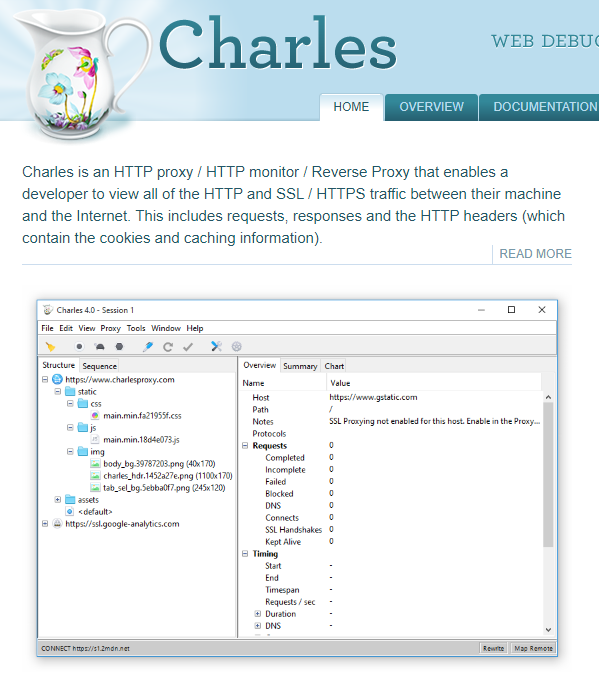 Charles
WEB DEBUG
HOME
OVERVIEW
DOCUMENTATION
Charles is an HTTP proxy / HTTP monitor / Reverse Proxy that enables a
developer to view all of the HTTP and SSL / HTTPS traffic between their machine
and the Internet. This includes requests, responses and the HTTP headers (which
contain the cookies and caching information).
READ MORE
Charles 4.0 - Session 1
File Edit View Proxy Tools Window Help
Structure Sequence
https://www.charlesproxy.com
static
css
main.min.fa21955f.css
js
main.min.18d4e073.js
img
body_bg.39787203.png (40x170)
charles_hdr.1452a27e.png (1100x170)
tab_sel_bg.5ebba0f7.png (245x120)
assets
<default>
https://ssl.google-analytics.com
Overview Summary Chart
Name Value
Host https://www.gstatic.com
Path /
Notes SSL Proxying not enabled for this host. Enable in the Proxy...
Protocols
Requests 0
Completed 0
Incomplete 0
Failed 0
Blocked 0
DNS 0
Connects 0
SSL Handshakes 0
Kept Alive 0
Timing
Start -
End -
Timespan -
Requests / sec -
Duration -
DNS -
CONNECT https://s1.2mdn.net
Rewrite Map Remote